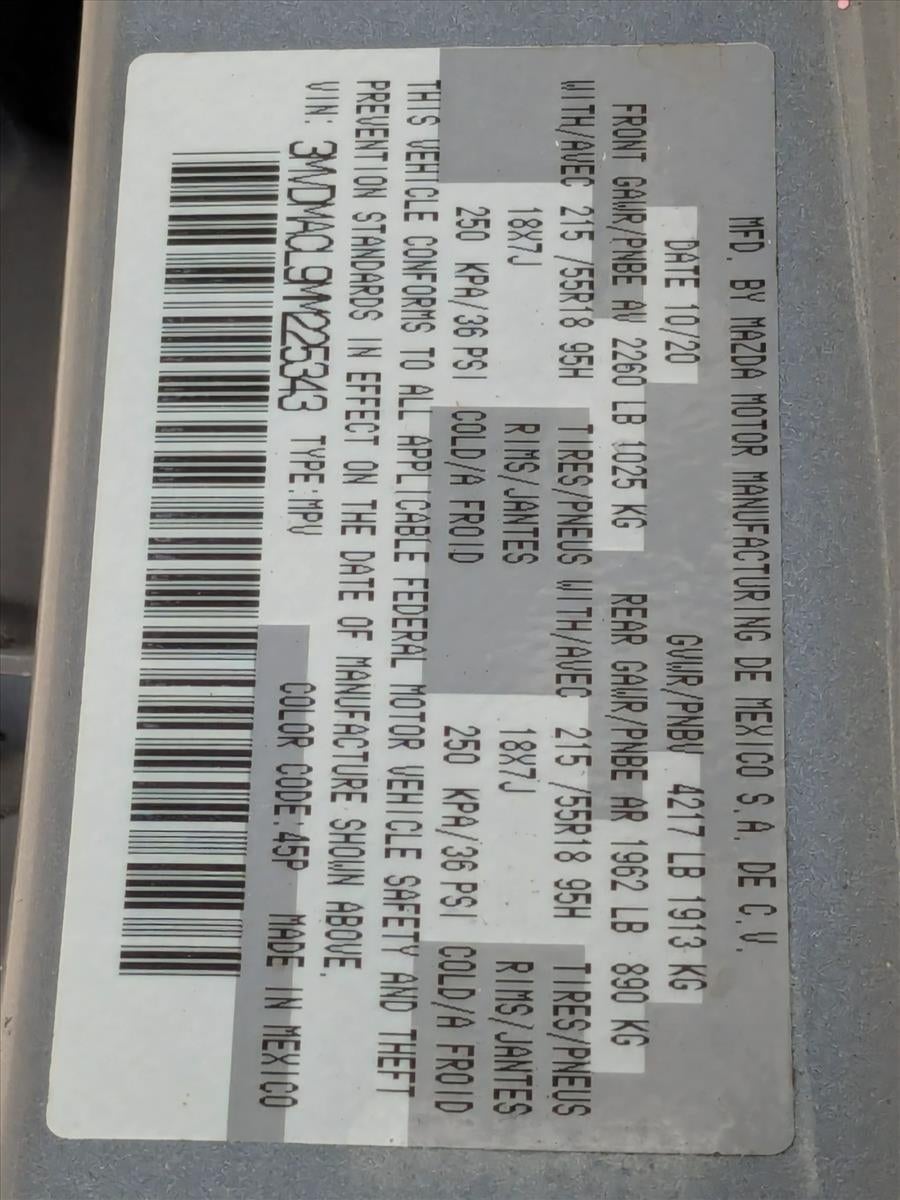 MFD. BY MAZDA MOTOR MANUFACTURING DE MEXICO S.A. DE C.V.
DATE 10/20 GVWR/PNBV 4217 LB 1913 KG
FRONT GAWR/PNBE AV 2260 LB 1025 KG REAR GAWR/PNBE AR 1962 LB 890 KG
WITH/AVEC 215 /55R18 95H TIRES/PNEUS WITH/AVEC 215 /55R18 95H TIRES/PNEUS
18X7J RIMS/JANTES 18X7J RIMS/JANTES
250 KPA/36 PSI COLD/A FROID 250 KPA/36 PSI COLD/A FROID
THIS VEHICLE CONFORMS TO ALL APPLICABLE FEDERAL MOTOR VEHICLE SAFETY AND THEFT
PREVENTION STANDARDS IN EFFECT ON THE DATE OF MANUFACTURE SHOWN ABOVE.
VIN: 3MVDMACL9MM225343 TYPE:MPV COLOR CODE:45P MADE IN MEXICO